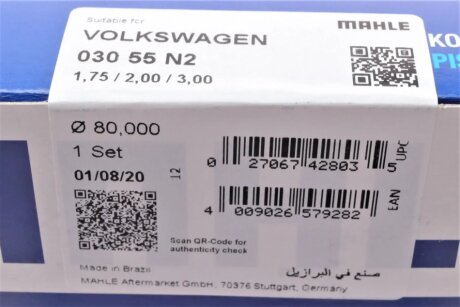 Suitable for
MAHLE
VOLKSWAGEN
030 55 N2
1,75 / 2,00 / 3,00
KO
PIS
Ø 80,000
1 Set
01/08/20
12
0 27067 42803 5
UPC
4 009026 579282
EAN
Scan QR-Code for
authenticity check
Made in Brazil
صنع في البرازيل
MAHLE Aftermarket GmbH, 70376 Stuttgart, Germany